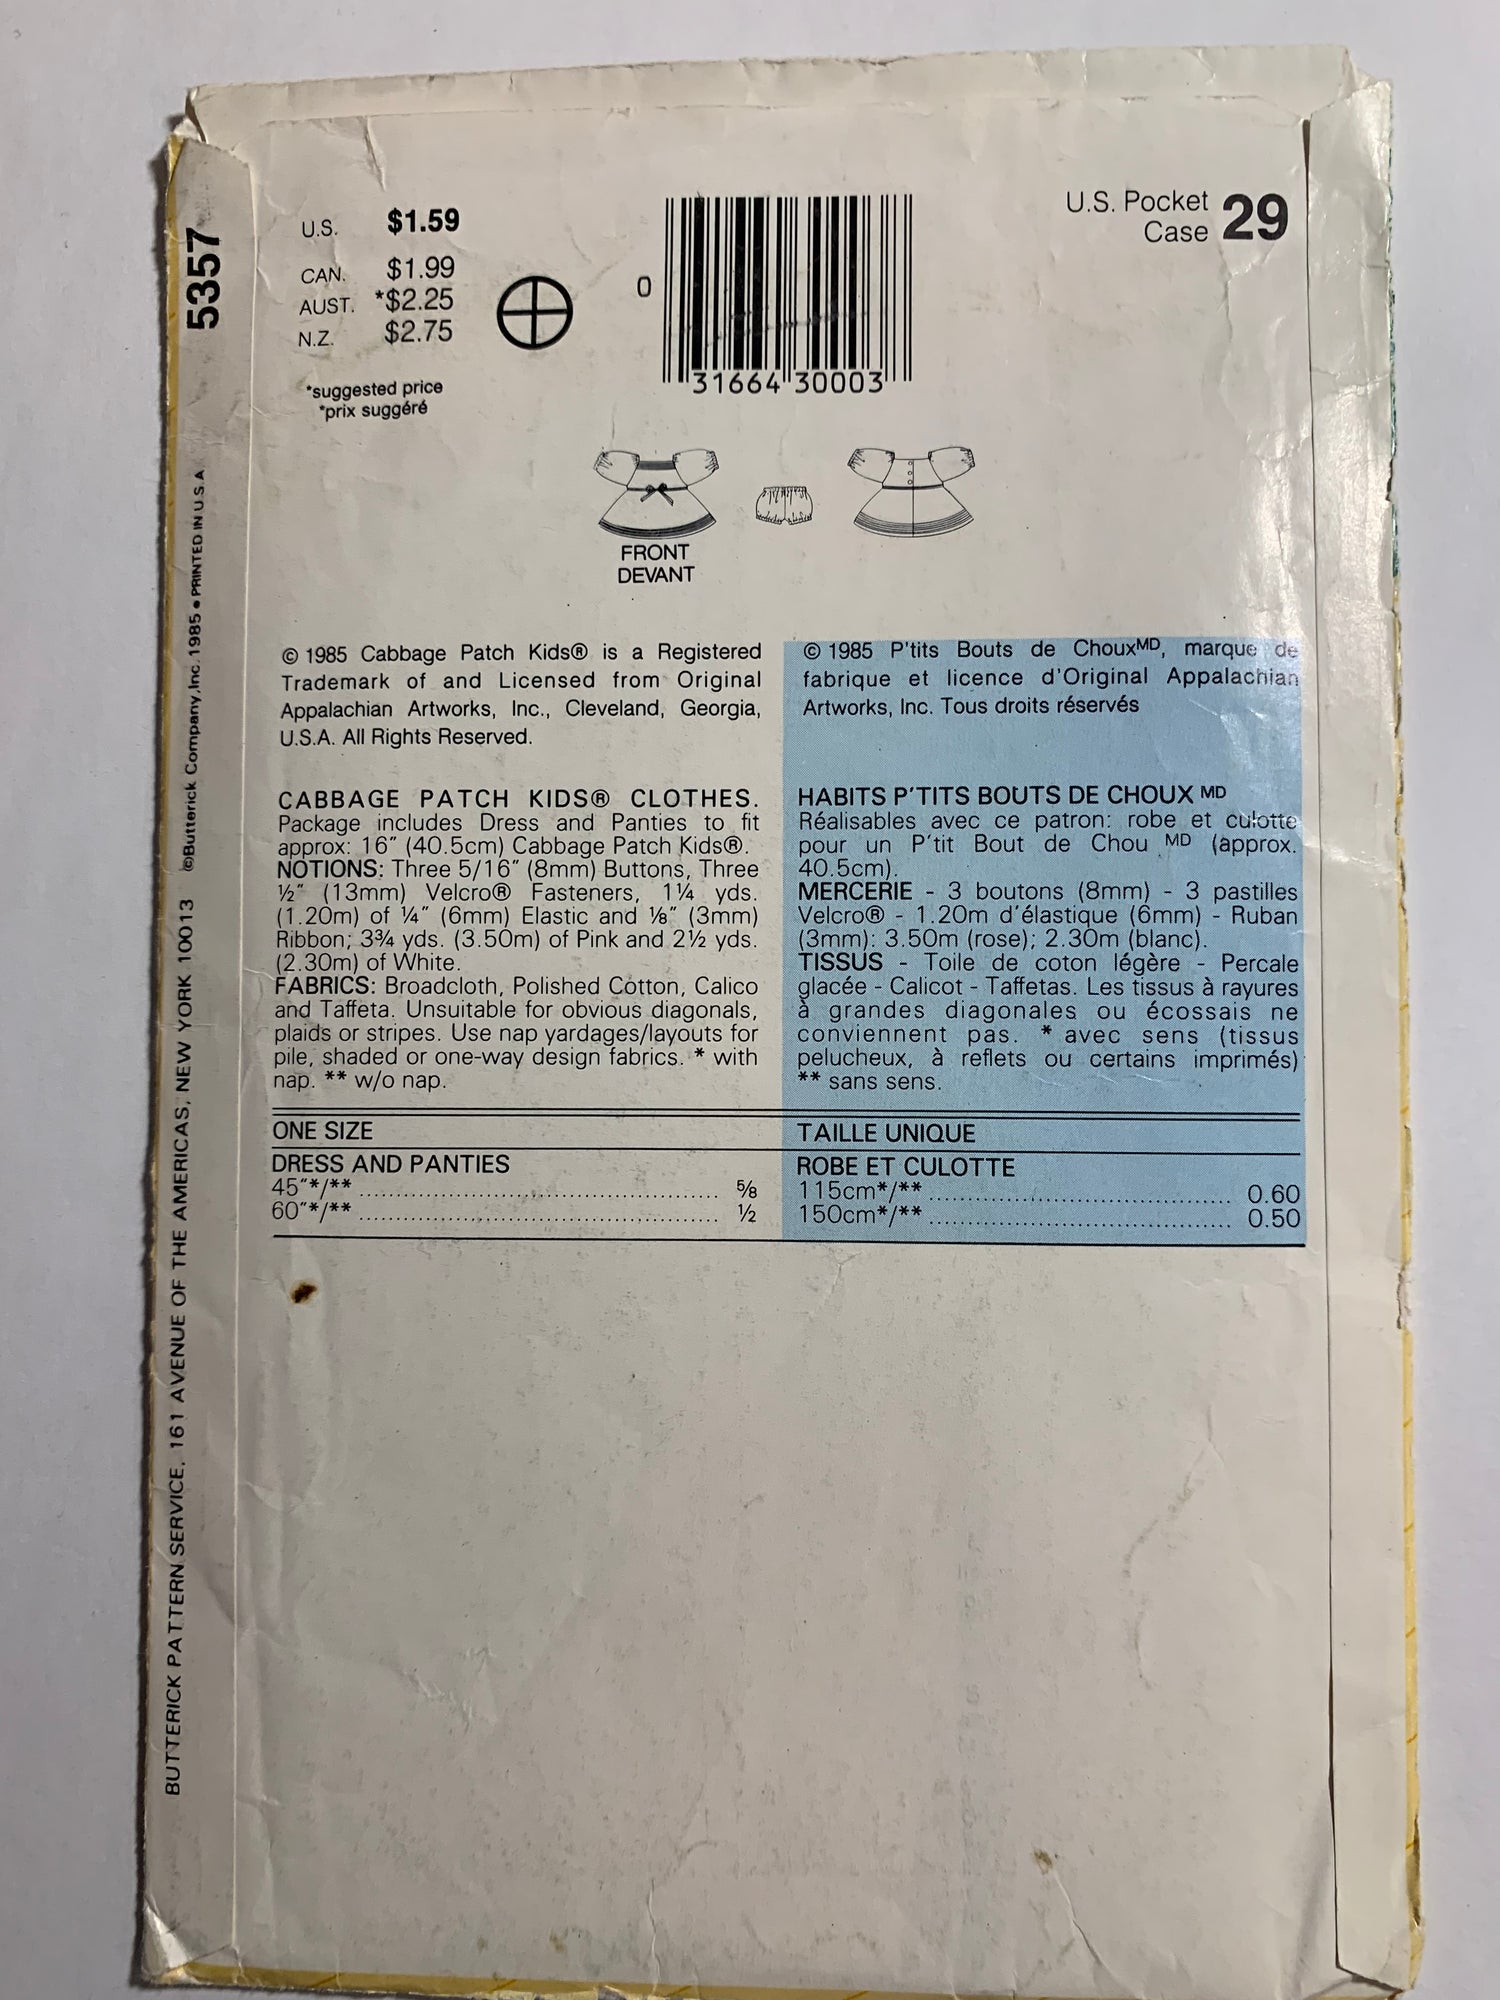 5357
©Butterick Company,Inc.1985 ● PRINTED IN U.S.A
BUTTERICK PATTERN SERVICE, 161 AVENUE OF THE AMERICAS, NEW YORK 10013
U.S. $1.59
CAN. $1.99
AUST. *$2.25
N.Z. $2.75
*suggested price
*prix suggéré
0
31664 30003
U.S. Pocket
Case 29
FRONT
DEVANT
© 1985 Cabbage Patch Kids® is a Registered
Trademark of and Licensed from Original
Appalachian Artworks, Inc., Cleveland, Georgia,
U.S.A. All Rights Reserved.
CABBAGE PATCH KIDS® CLOTHES.
Package includes Dress and Panties to fit
approx: 16" (40.5cm) Cabbage Patch Kids®.
NOTIONS: Three 5/16" (8mm) Buttons, Three
½" (13mm) Velcro® Fasteners, 1¼ yds.
(1.20m) of ¼" (6mm) Elastic and ⅛" (3mm)
Ribbon; 3¾ yds. (3.50m) of Pink and 2½ yds.
(2.30m) of White.
FABRICS: Broadcloth, Polished Cotton, Calico
and Taffeta. Unsuitable for obvious diagonals,
plaids or stripes. Use nap yardages/layouts for
pile, shaded or one-way design fabrics. * with
nap. ** w/o nap.
ONE SIZE
DRESS AND PANTIES
45"*/** ........ ⅝
60"*/** ........ ½
© 1985 P'tits Bouts de Choux MD, marque de
fabrique et licence d'Original Appalachian
Artworks, Inc. Tous droits réservés
HABITS P'TITS BOUTS DE CHOUX MD
Réalisables avec ce patron: robe et culotte
pour un P'tit Bout de Chou MD (approx.
40.5cm).
MERCERIE - 3 boutons (8mm) - 3 pastilles
Velcro® - 1.20m d'élastique (6mm) - Ruban
(3mm): 3.50m (rose); 2.30m (blanc).
TISSUS - Toile de coton légère - Percale
glacée - Calicot - Taffetas. Les tissus à rayures
à grandes diagonales ou écossais ne
conviennent pas. * avec sens (tissus
pelucheux, à reflets ou certains imprimés)
** sans sens.
TAILLE UNIQUE
ROBE ET CULOTTE
115cm*/** ........ 0.60
150cm*/** ........ 0.50